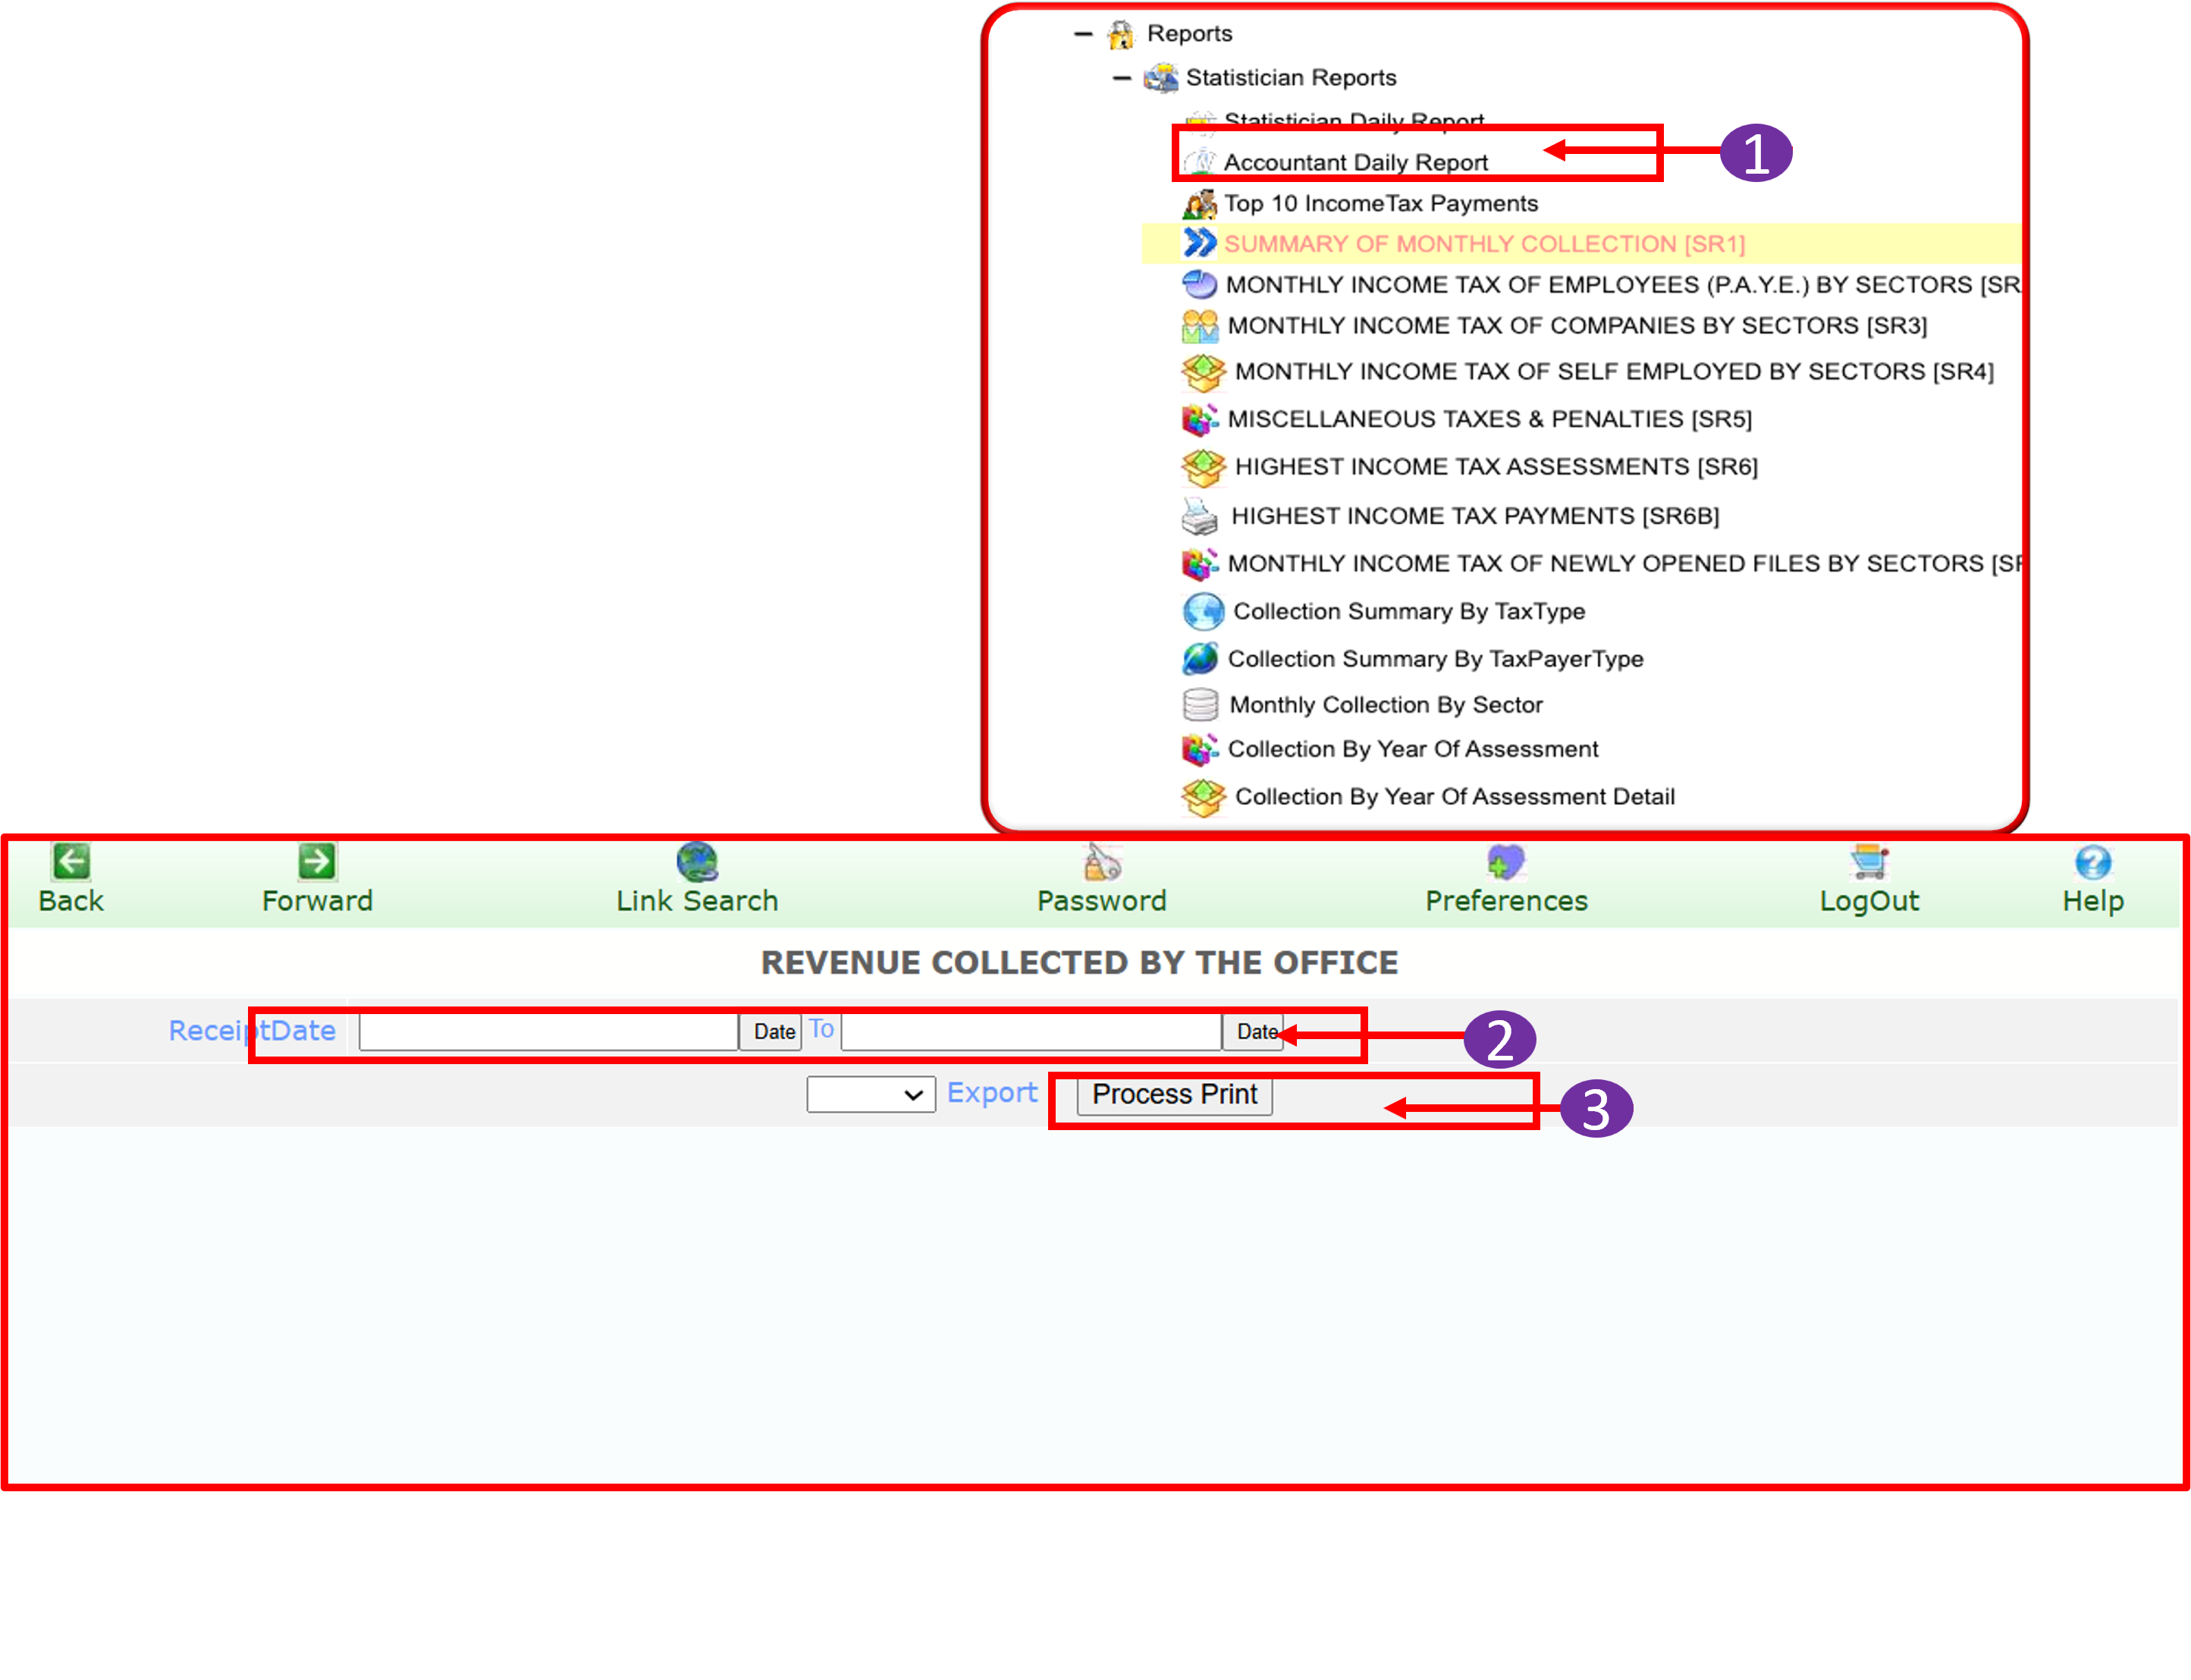 Reports
Statistician Reports
Statistician Daily Report
Accountant Daily Report
1
Top 10 IncomeTax Payments
SUMMARY OF MONTHLY COLLECTION [SR1]
MONTHLY INCOME TAX OF EMPLOYEES (P.A.Y.E.) BY SECTORS [SR
MONTHLY INCOME TAX OF COMPANIES BY SECTORS [SR3]
MONTHLY INCOME TAX OF SELF EMPLOYED BY SECTORS [SR4]
MISCELLANEOUS TAXES & PENALTIES [SR5]
HIGHEST INCOME TAX ASSESSMENTS [SR6]
HIGHEST INCOME TAX PAYMENTS [SR6B]
MONTHLY INCOME TAX OF NEWLY OPENED FILES BY SECTORS [SR
Collection Summary By TaxType
Collection Summary By TaxPayerType
Monthly Collection By Sector
Collection By Year Of Assessment
Collection By Year Of Assessment Detail
Back Forward Link Search Password Preferences LogOut Help
REVENUE COLLECTED BY THE OFFICE
ReceiptDate Date To Date 2
Export Process Print 3